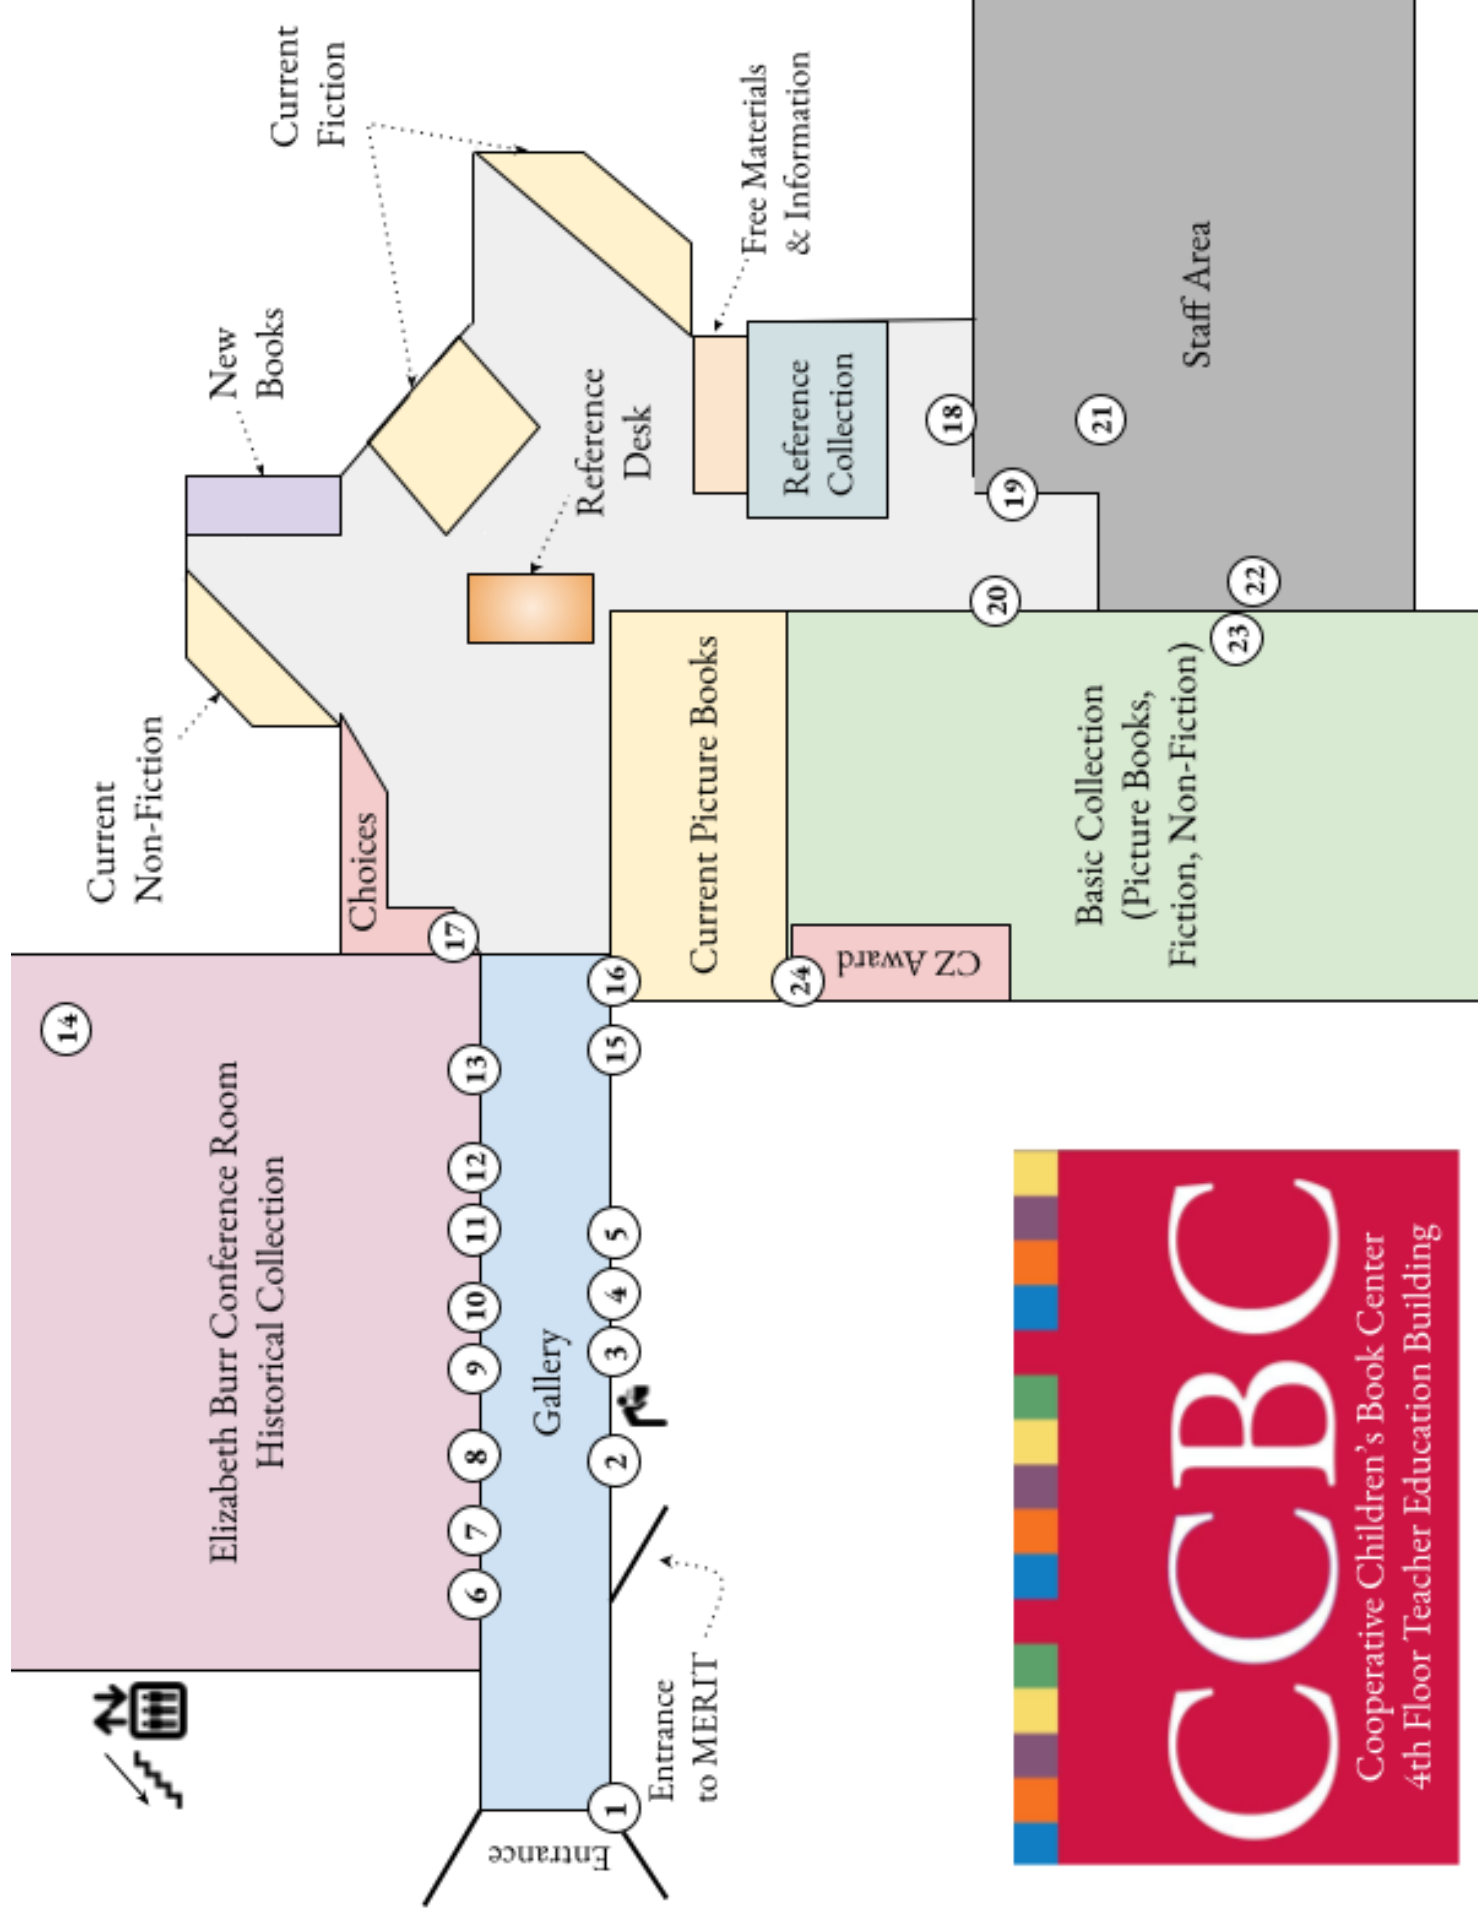 Current
Fiction
New
Books
Free Materials
& Information
Current
Non-Fiction
Reference
Desk
Reference
Collection
Staff Area
Choices
Current Picture Books
Basic Collection
(Picture Books,
Fiction, Non-Fiction)
CZ Award
Elizabeth Burr Conference Room
Historical Collection
Gallery
Entrance
Entrance
to MERIT
1
2
3
4
5
6
7
8
9
10
11
12
13
14
15
16
17
18
19
20
21
22
23
24
CCBC
Cooperative Children's Book Center
4th Floor Teacher Education Building